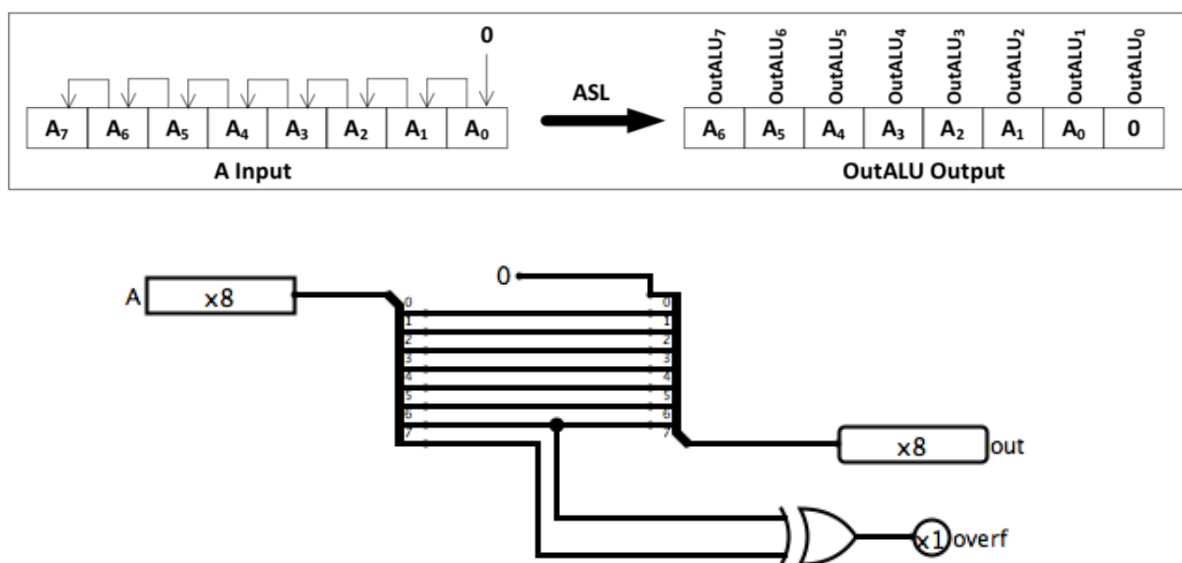 0
OutALU₇ OutALU₆ OutALU₅ OutALU₄ OutALU₃ OutALU₂ OutALU₁ OutALU₀
ASL
A₇ A₆ A₅ A₄ A₃ A₂ A₁ A₀
A₆ A₅ A₄ A₃ A₂ A₁ A₀ 0
A Input
OutALU Output
0
A x8
0 0
1 1
2 2
3 3
4 4
5 5
6 6
7 7
x8 out
x1 overf